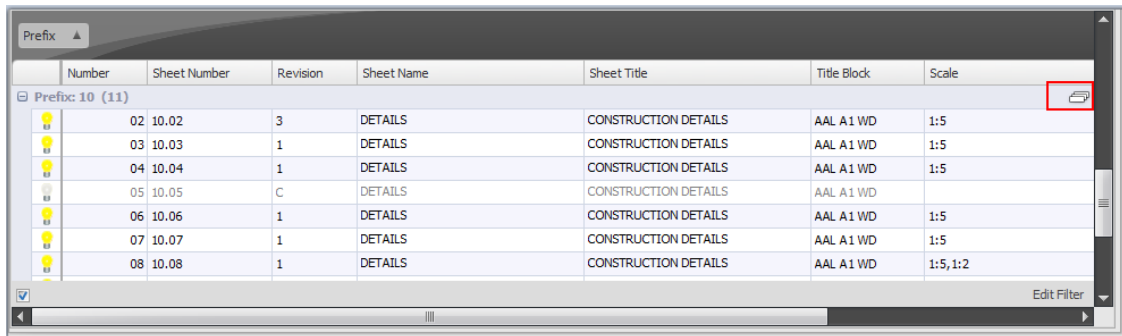 Prefix
Number Sheet Number Revision Sheet Name Sheet Title Title Block Scale
Prefix: 10 (11)
02 10.02 3 DETAILS CONSTRUCTION DETAILS AAL A1 WD 1:5
03 10.03 1 DETAILS CONSTRUCTION DETAILS AAL A1 WD 1:5
04 10.04 1 DETAILS CONSTRUCTION DETAILS AAL A1 WD 1:5
05 10.05 C DETAILS CONSTRUCTION DETAILS AAL A1 WD
06 10.06 1 DETAILS CONSTRUCTION DETAILS AAL A1 WD 1:5
07 10.07 1 DETAILS CONSTRUCTION DETAILS AAL A1 WD 1:5
08 10.08 1 DETAILS CONSTRUCTION DETAILS AAL A1 WD 1:5,1:2
Edit Filter